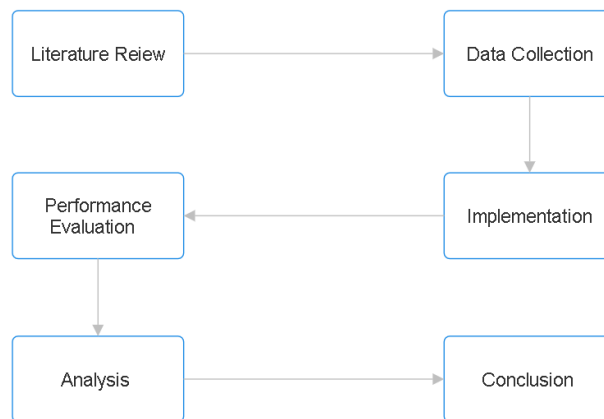 Literature Reiew
Data Collection
Performance
Evaluation
Implementation
Analysis
Conclusion